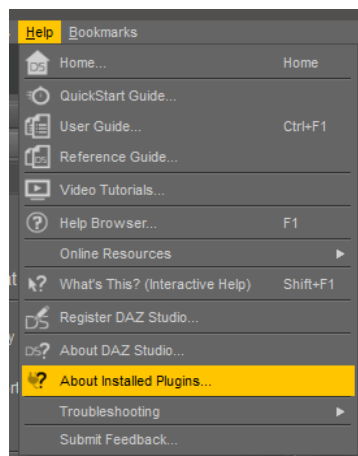 Help Bookmarks
Home... Home
QuickStart Guide...
User Guide... Ctrl+F1
Reference Guide...
Video Tutorials...
Help Browser... F1
Online Resources
What's This? (Interactive Help) Shift+F1
Register DAZ Studio...
About DAZ Studio...
About Installed Plugins...
Troubleshooting
Submit Feedback...